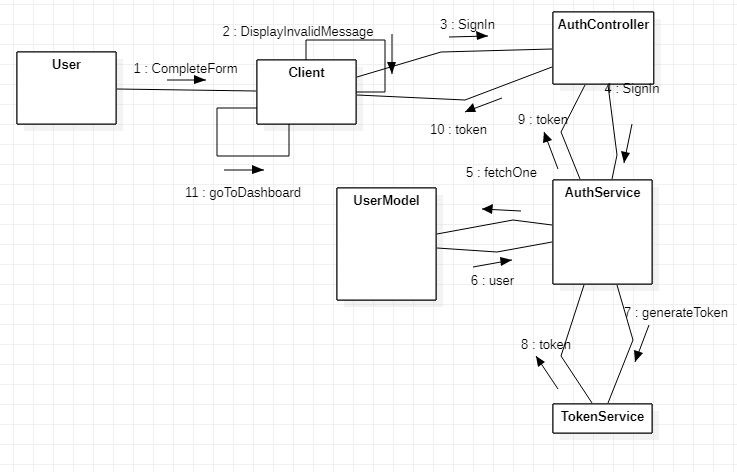 2 : DisplayInvalidMessage
3 : SignIn
AuthController
User
1 : CompleteForm
Client
4 : SignIn
10 : token
9 : token
11 : goToDashboard
5 : fetchOne
UserModel
AuthService
6 : user
7 : generateToken
8 : token
TokenService